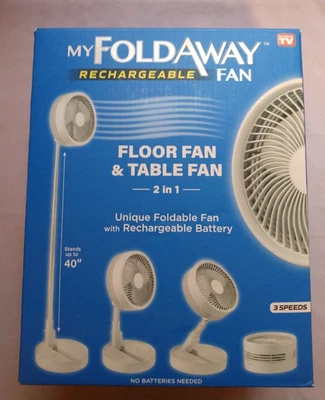 AS SEEN ON
TV
MY FOLDAWAY™
RECHARGEABLE FAN
FLOOR FAN
& TABLE FAN
2 in 1
Unique Foldable Fan
with Rechargeable Battery
Stands
up to
40"
3 SPEEDS
NO BATTERIES NEEDED